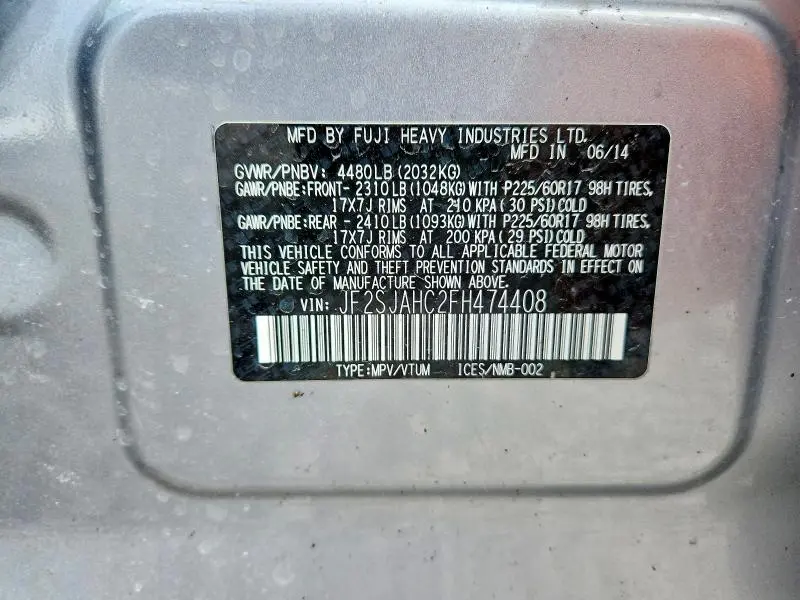 MFD BY FUJI HEAVY INDUSTRIES LTD.
MFD IN 06/14
GVWR/PNBV: 4480LB(2032KG)
GAWR/PNBE:FRONT- 2310LB(1048KG)WITH P225/60R17 98H TIRES,
17X7J RIMS AT 210 KPA(30 PSI)COLD
GAWR/PNBE:REAR - 2410LB(1093KG)WITH P225/60R17 98H TIRES,
17X7J RIMS AT 200 KPA(29 PSI)COLD
THIS VEHICLE CONFORMS TO ALL APPLICABLE FEDERAL MOTOR
VEHICLE SAFETY AND THEFT PREVENTION STANDARDS IN EFFECT ON
THE DATE OF MANUFACTURE SHOWN ABOVE.
VIN: JF2SJAHC2FH474408
TYPE:MPV/VTUM ICES/NMB-002